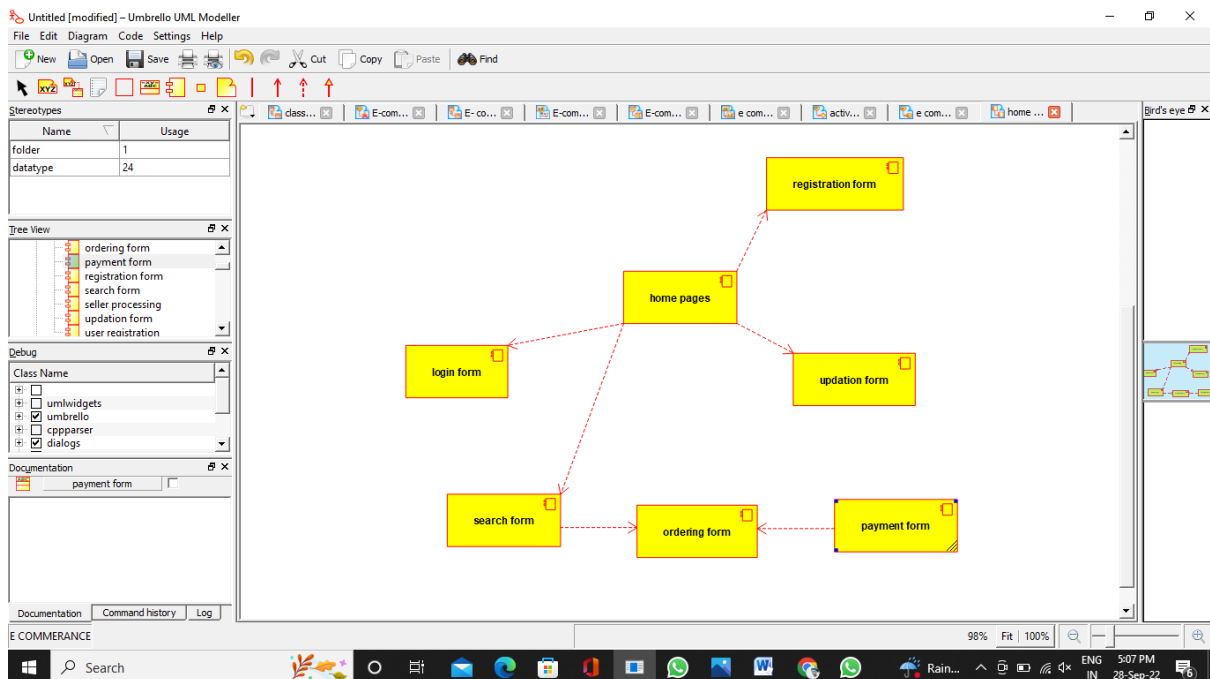 Untitled [modified] – Umbrello UML Modeller
File Edit Diagram Code Settings Help
New Open Save Cut Copy Paste Find
XYZ
Stereotypes
Name Usage
folder 1
datatype 24
Tree View
ordering form
payment form
registration form
search form
seller processing
updation form
user registration
Debug
Class Name
umlwidgets
umbrello
cppparser
dialogs
Documentation
payment form
Documentation Command history Log
class... E-com... E- co... E-com... E-com... e com... activ... e com... home ...
Bird's eye
registration form
home pages
login form
updation form
search form
ordering form
payment form
E COMMERANCE
98% Fit 100%
Search
Rain...
ENG
IN
5:07 PM
28-Sep-22
6